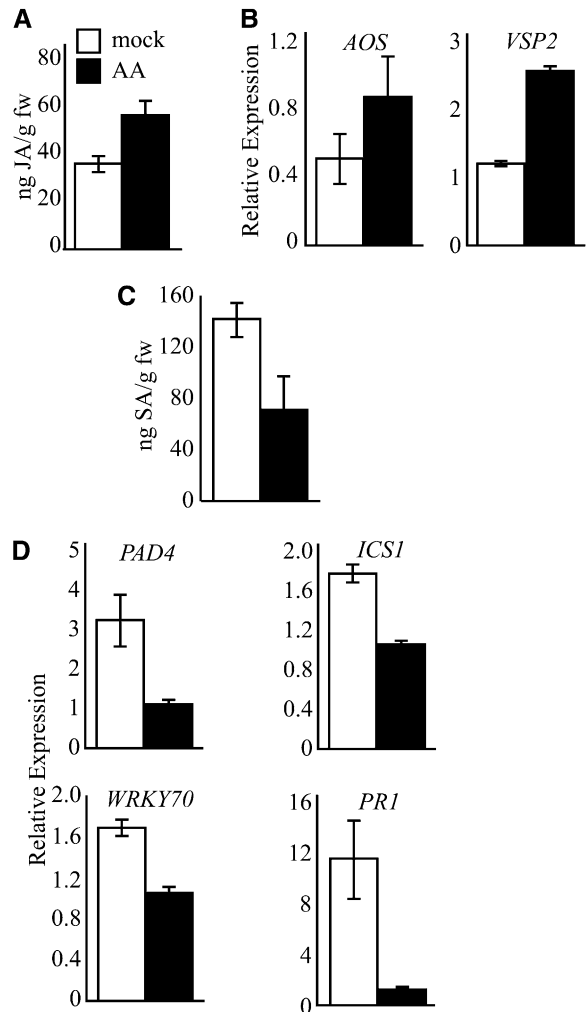 A
mock
AA
80
60
40
20
0
ng JA/g fw
B
AOS
1.2
0.8
0.4
0
Relative Expression
VSP2
3
2
1
0
C
160
120
80
40
0
ng SA/g fw
D
PAD4
5
4
3
2
1
0
ICS1
2.0
1.6
1.2
0.8
0.4
0
Relative Expression
WRKY70
2.0
1.6
1.2
0.8
0.4
0
PR1
16
12
8
4
0